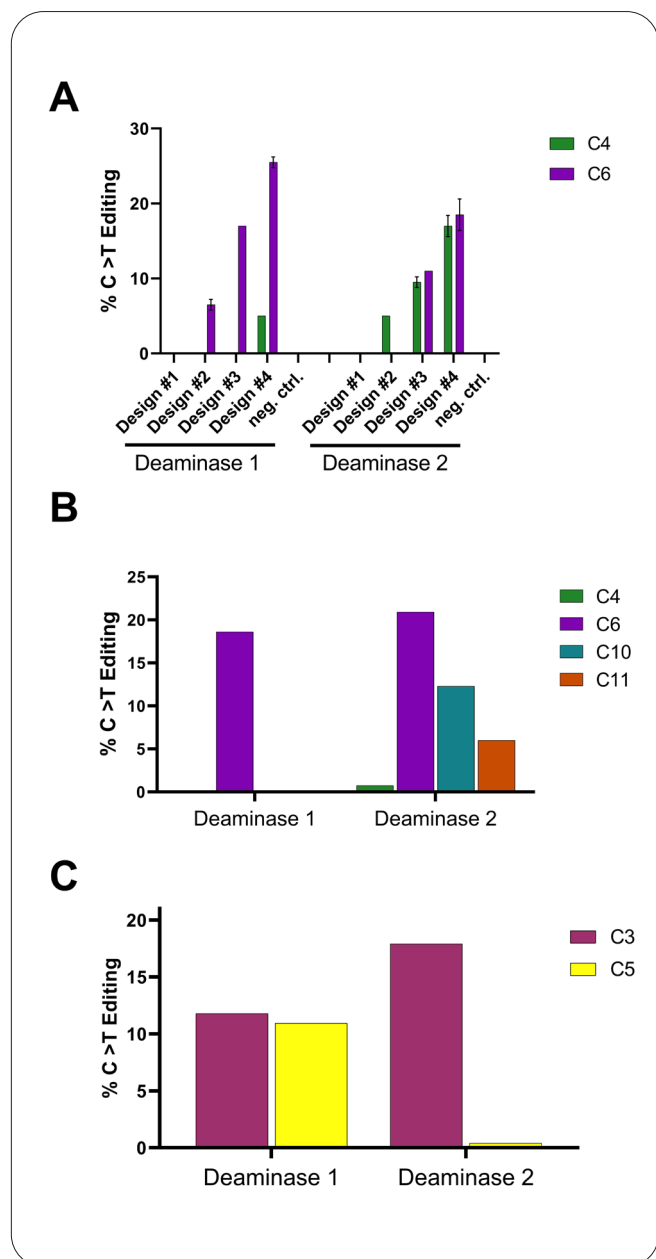 A
% C >T Editing
30
20
10
0
C4
C6
Design #1
Design #2
Design #3
Design #4
neg. ctrl.
Design #1
Design #2
Design #3
Design #4
neg. ctrl.
Deaminase 1
Deaminase 2
B
% C >T Editing
25
20
15
10
5
0
C4
C6
C10
C11
Deaminase 1
Deaminase 2
C
% C >T Editing
20
15
10
5
0
C3
C5
Deaminase 1
Deaminase 2